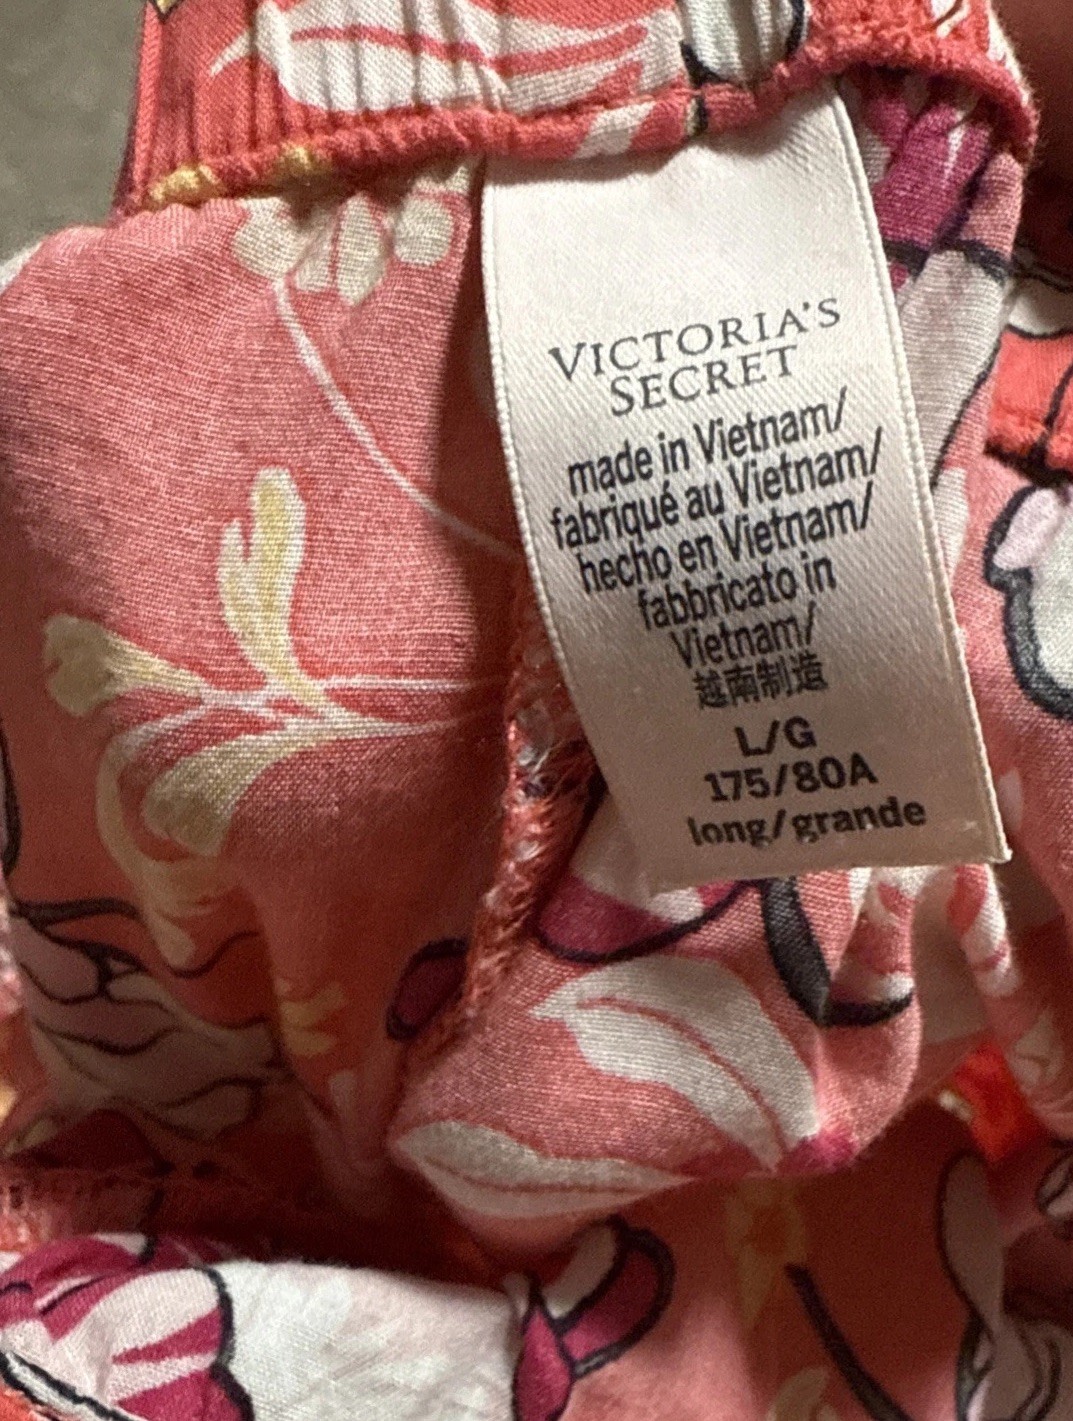 VICTORIA'S
SECRET
made in Vietnam/
fabriqué au Vietnam/
hecho en Vietnam/
fabbricato in
Vietnam/
越南制造
L/G
175/80A
long/grande